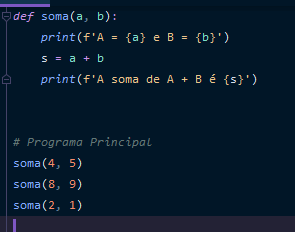 def soma(a, b):
    print(f'A = {a} e B = {b}')
    s = a + b
    print(f'A soma de A + B é {s}')
# Programa Principal
soma(4, 5)
soma(8, 9)
soma(2, 1)